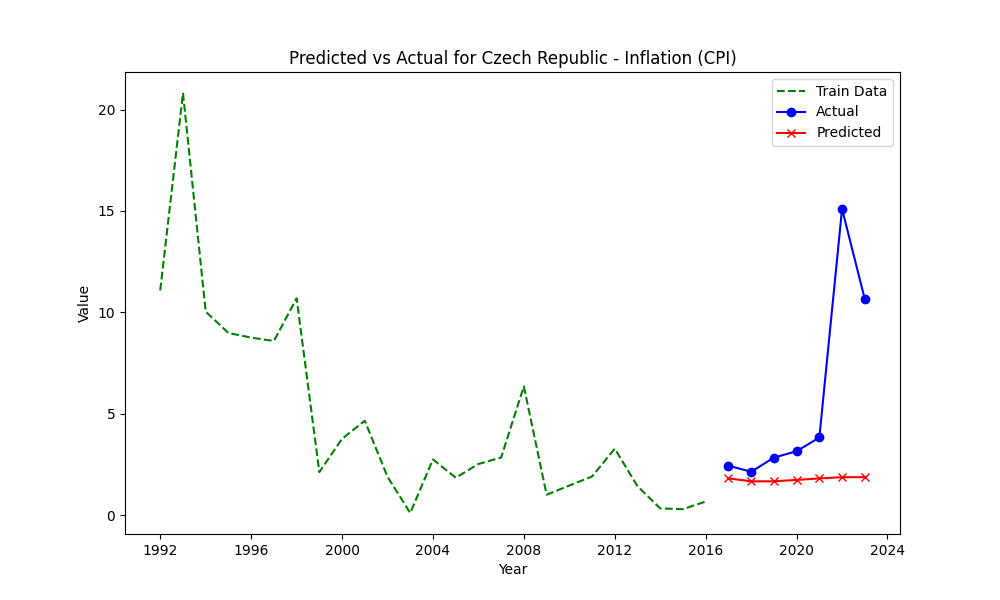 Predicted vs Actual for Czech Republic - Inflation (CPI)
Train Data
Actual
Predicted
Value
20
15
10
5
0
1992 1996 2000 2004 2008 2012 2016 2020 2024
Year